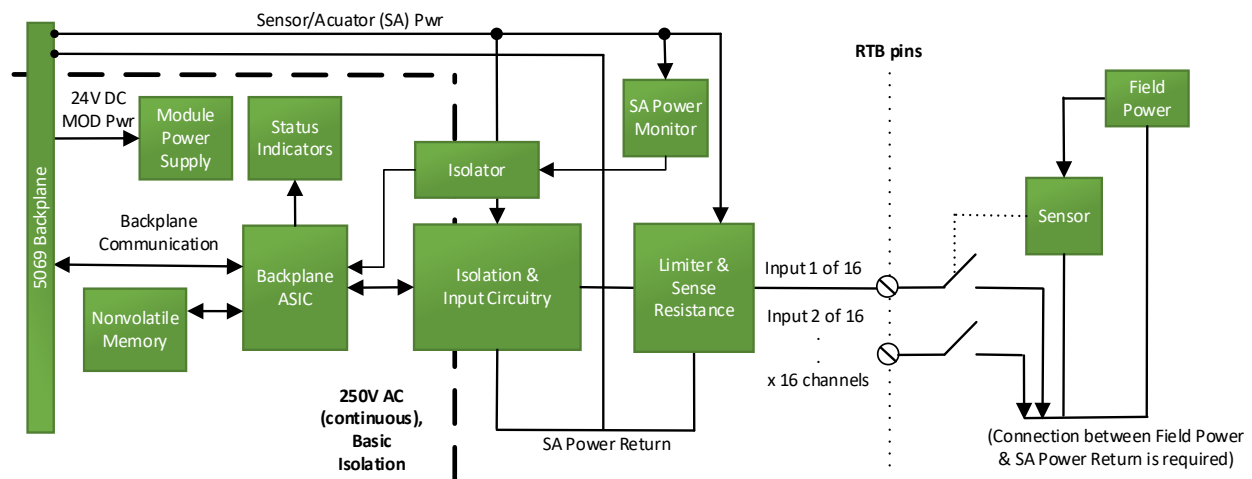 Sensor/Acuator (SA) Pwr
RTB pins
Field
Power
24V DC
MOD Pwr
Module
Power
Supply
Status
Indicators
SA Power
Monitor
Isolator
Sensor
5069 Backplane
Backplane
Communication
Backplane
ASIC
Isolation &
Input Circuitry
Limiter &
Sense
Resistance
Input 1 of 16
Input 2 of 16
.
.
x 16 channels
Nonvolatile
Memory
250V AC
(continuous),
Basic
Isolation
SA Power Return
(Connection between Field Power
& SA Power Return is required)